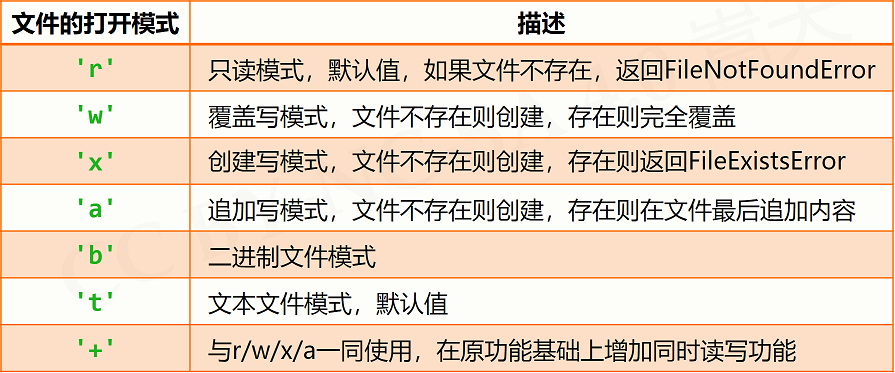 文件的打开模式 描述
'r' 只读模式，默认值，如果文件不存在，返回FileNotFoundError
'w' 覆盖写模式，文件不存在则创建，存在则完全覆盖
'x' 创建写模式，文件不存在则创建，存在则返回FileExistsError
'a' 追加写模式，文件不存在则创建，存在则在文件最后追加内容
'b' 二进制文件模式
't' 文本文件模式，默认值
'+' 与r/w/x/a一同使用，在原功能基础上增加同时读写功能